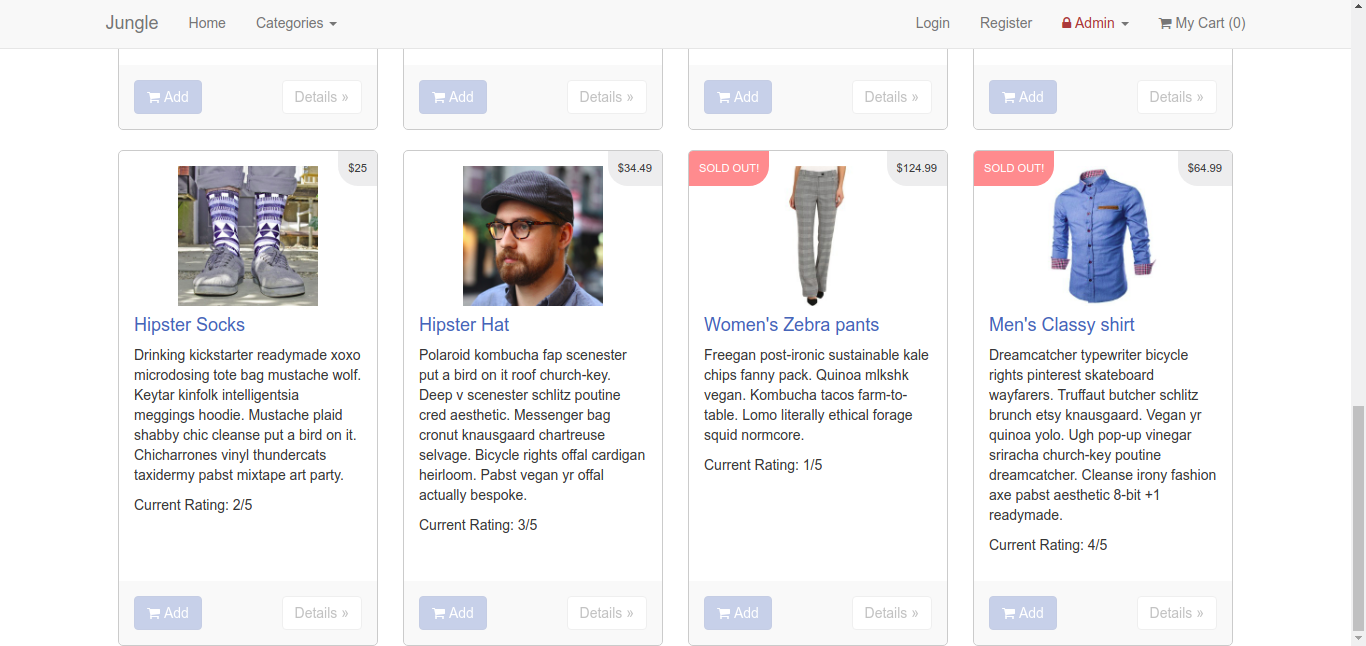 Jungle Home Categories Login Register Admin My Cart (0)
Add Details » Add Details » Add Details » Add Details »
$25
Hipster Socks
Drinking kickstarter readymade xoxo
microdosing tote bag mustache wolf.
Keytar kinfolk intelligentsia
meggings hoodie. Mustache plaid
shabby chic cleanse put a bird on it.
Chicharrones vinyl thundercats
taxidermy pabst mixtape art party.
Current Rating: 2/5
Add Details »
$34.49
Hipster Hat
Polaroid kombucha fap scenester
put a bird on it roof church-key.
Deep v scenester schlitz poutine
cred aesthetic. Messenger bag
cronut knausgaard chartreuse
selvage. Bicycle rights offal cardigan
heirloom. Pabst vegan yr offal
actually bespoke.
Current Rating: 3/5
Add Details »
SOLD OUT! $124.99
Women's Zebra pants
Freegan post-ironic sustainable kale
chips fanny pack. Quinoa mlkshk
vegan. Kombucha tacos farm-to-
table. Lomo literally ethical forage
squid normcore.
Current Rating: 1/5
Add Details »
SOLD OUT! $64.99
Men's Classy shirt
Dreamcatcher typewriter bicycle
rights pinterest skateboard
wayfarers. Truffaut butcher schlitz
brunch etsy knausgaard. Vegan yr
quinoa yolo. Ugh pop-up vinegar
sriracha church-key poutine
dreamcatcher. Cleanse irony fashion
axe pabst aesthetic 8-bit +1
readymade.
Current Rating: 4/5
Add Details »